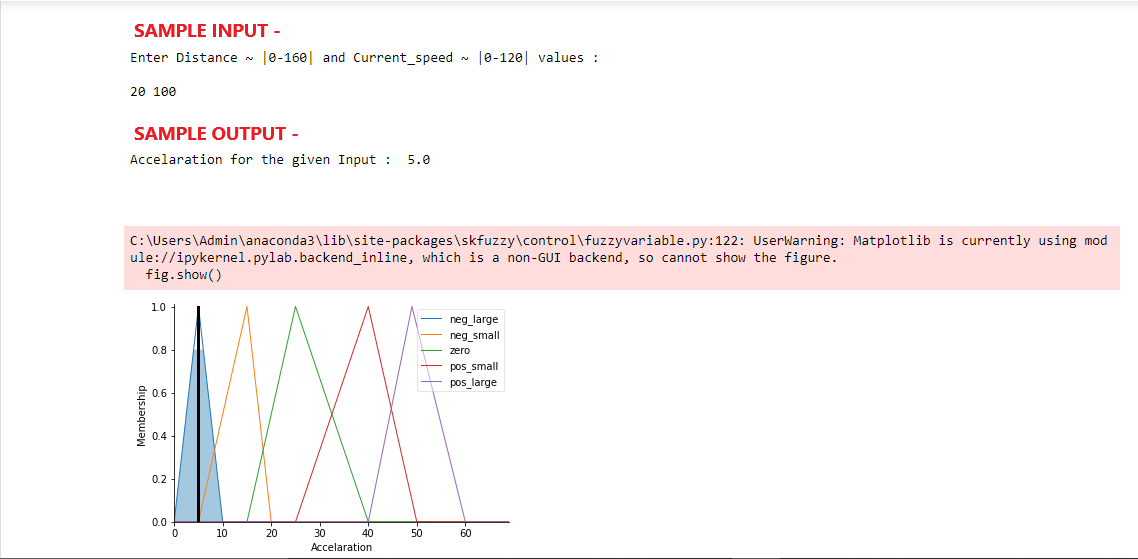 SAMPLE INPUT -
Enter Distance ~ |0-160| and Current_speed ~ |0-120| values :
20 100
SAMPLE OUTPUT -
Accelaration for the given Input :  5.0
C:\Users\Admin\anaconda3\lib\site-packages\skfuzzy\control\fuzzyvariable.py:122: UserWarning: Matplotlib is currently using mod
ule://ipykernel.pylab.backend_inline, which is a non-GUI backend, so cannot show the figure.
fig.show()
1.0
0.8
0.6
0.4
0.2
0.0
Membership
neg_large
neg_small
zero
pos_small
pos_large
0 10 20 30 40 50 60
Accelaration